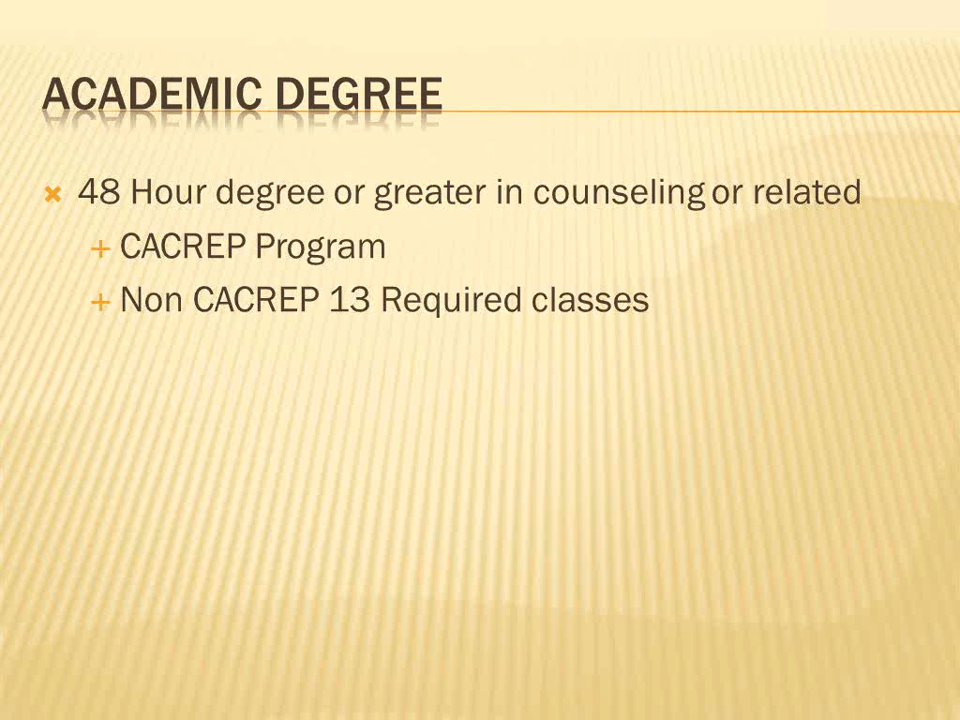 ACADEMIC DEGREE
48 Hour degree or greater in counseling or related
CACREP Program
Non CACREP 13 Required classes